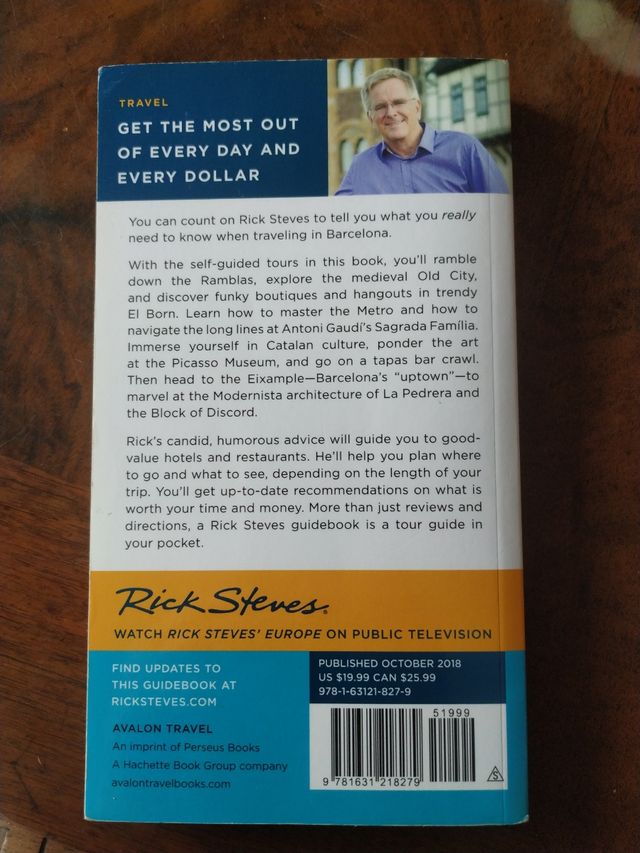 TRAVEL
GET THE MOST OUT
OF EVERY DAY AND
EVERY DOLLAR
You can count on Rick Steves to tell you what you really
need to know when traveling in Barcelona.
With the self-guided tours in this book, you'll ramble
down the Ramblas, explore the medieval Old City,
and discover funky boutiques and hangouts in trendy
El Born. Learn how to master the Metro and how to
navigate the long lines at Antoni Gaudí's Sagrada Família.
Immerse yourself in Catalan culture, ponder the art
at the Picasso Museum, and go on a tapas bar crawl.
Then head to the Eixample—Barcelona's “uptown”—to
marvel at the Modernista architecture of La Pedrera and
the Block of Discord.
Rick's candid, humorous advice will guide you to good-
value hotels and restaurants. He'll help you plan where
to go and what to see, depending on the length of your
trip. You'll get up-to-date recommendations on what is
worth your time and money. More than just reviews and
directions, a Rick Steves guidebook is a tour guide in
your pocket.
Rick Steves®
WATCH RICK STEVES' EUROPE ON PUBLIC TELEVISION
FIND UPDATES TO
THIS GUIDEBOOK AT
RICKSTEVES.COM
AVALON TRAVEL
An imprint of Perseus Books
A Hachette Book Group company
avalontravelbooks.com
PUBLISHED OCTOBER 2018
US $19.99 CAN $25.99
978-1-63121-827-9
51999
9 781631 218279
S